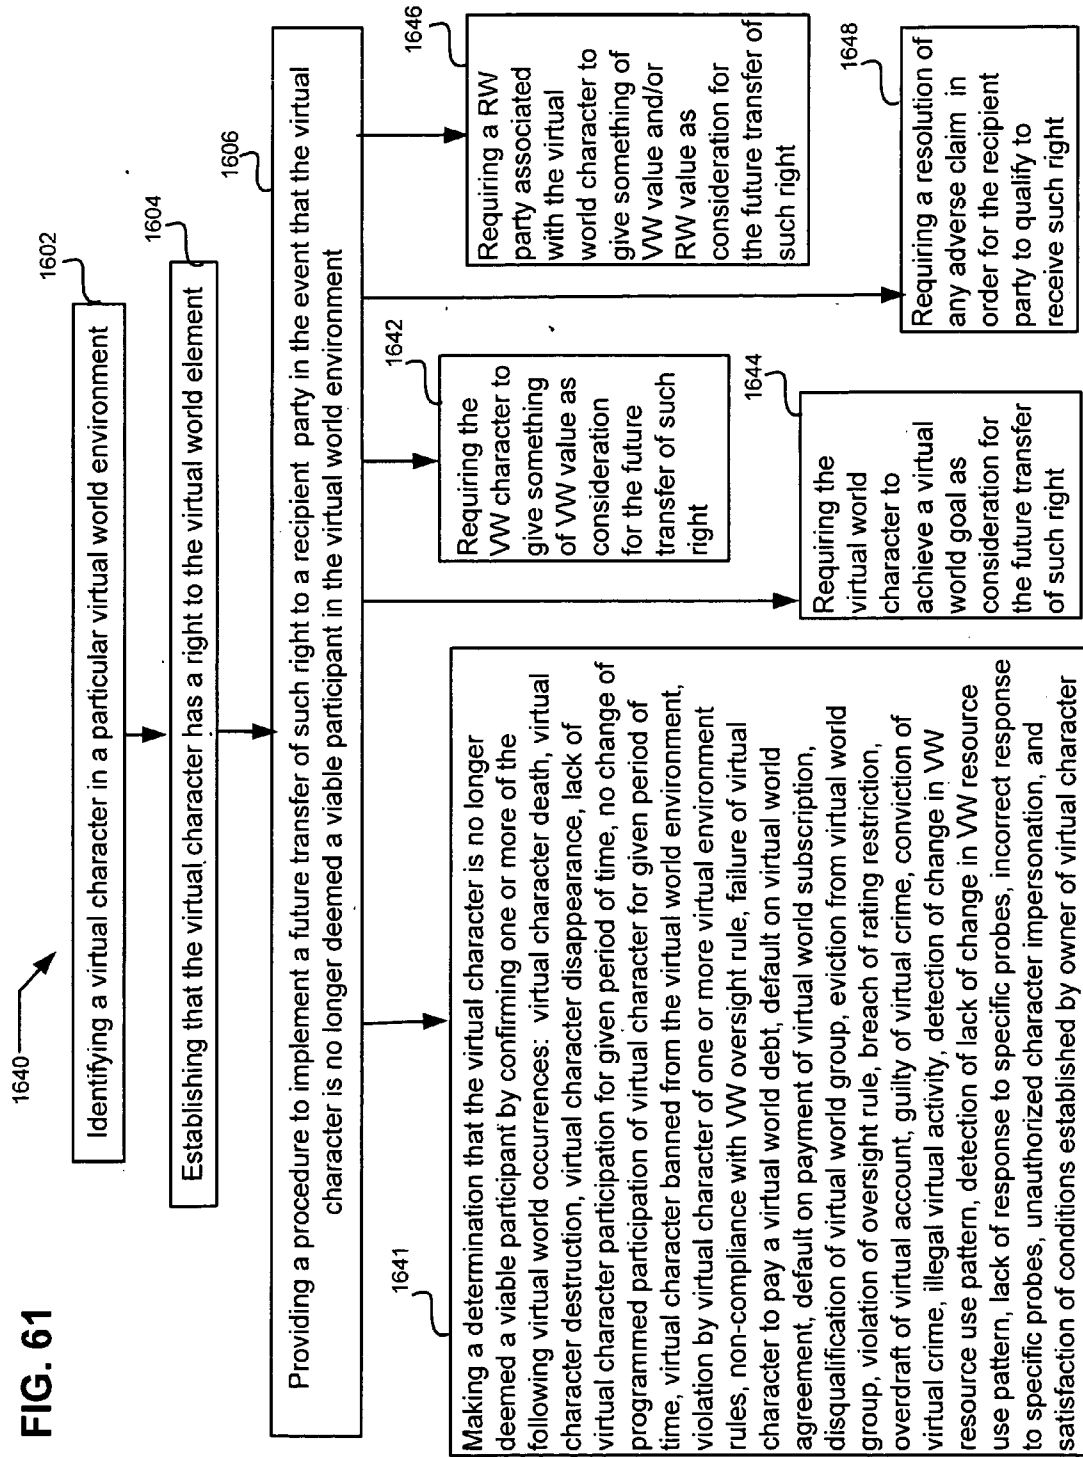 FIG. 61
1640
1602
Identifying a virtual character in a particular virtual world environment
1604
Establishing that the virtual character has a right to the virtual world element
1606
Providing a procedure to implement a future transfer of such right to a recipient party in the event that the virtual
character is no longer deemed a viable participant in the virtual world environment
1641
Making a determination that the virtual character is no longer
deemed a viable participant by confirming one or more of the
following virtual world occurrences: virtual character death, virtual
character destruction, virtual character disappearance, lack of
virtual character participation for given period of time, no change of
programmed participation of virtual character for given period of
time, virtual character banned from the virtual world environment,
violation by virtual character of one or more virtual environment
rules, non-compliance with VW oversight rule, failure of virtual
character to pay a virtual world debt, default on virtual world
agreement, default on payment of virtual world subscription,
disqualification of virtual world group, eviction from virtual world
group, violation of oversight rule, breach of rating restriction,
overdraft of virtual account, guilty of virtual crime, conviction of
virtual crime, illegal virtual activity, detection of change in VW
resource use pattern, detection of lack of change in VW resource
use pattern, lack of response to specific probes, incorrect response
to specific probes, unauthorized character impersonation, and
satisfaction of conditions established by owner of virtual character
1642
Requiring the
VW character to
give something
of VW value as
consideration
for the future
transfer of such
right
1644
Requiring the
virtual world
character to
achieve a virtual
world goal as
consideration for
the future transfer
of such right
1646
Requiring a RW
party associated
with the virtual
world character to
give something of
VW value and/or
RW value as
consideration for
the future transfer of
such right
1648
Requiring a resolution of
any adverse claim in
order for the recipient
party to qualify to
receive such right